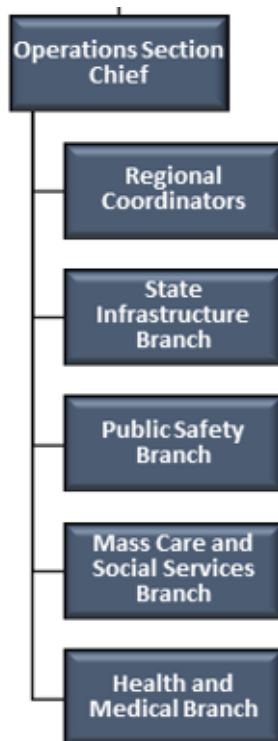 Operations Section
Chief
Regional
Coordinators
State
Infrastructure
Branch
Public Safety
Branch
Mass Care and
Social Services
Branch
Health and
Medical Branch